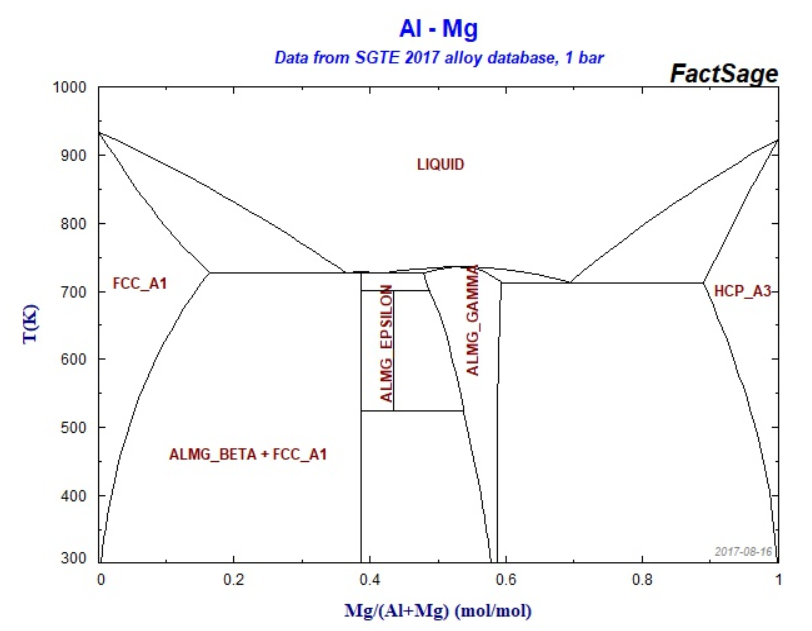 Al - Mg
Data from SGTE 2017 alloy database, 1 bar
FactSage
1000
900
800
700
600
500
400
300
T(K)
LIQUID
FCC_A1
ALMG_EPSILON
ALMG_GAMMA
HCP_A3
ALMG_BETA + FCC_A1
2017-08-16
0
0.2
0.4
0.6
0.8
1
Mg/(Al+Mg) (mol/mol)